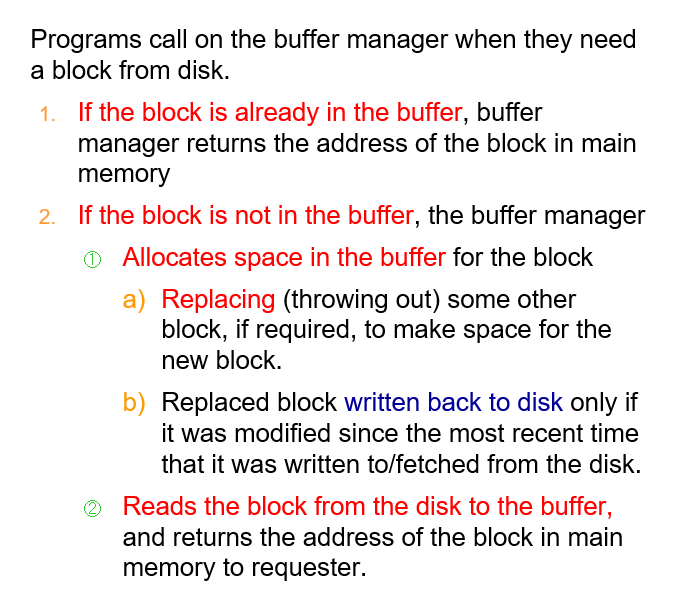 Programs call on the buffer manager when they need
a block from disk.
1. If the block is already in the buffer, buffer
manager returns the address of the block in main
memory
2. If the block is not in the buffer, the buffer manager
① Allocates space in the buffer for the block
a) Replacing (throwing out) some other
block, if required, to make space for the
new block.
b) Replaced block written back to disk only if
it was modified since the most recent time
that it was written to/fetched from the disk.
② Reads the block from the disk to the buffer,
and returns the address of the block in main
memory to requester.